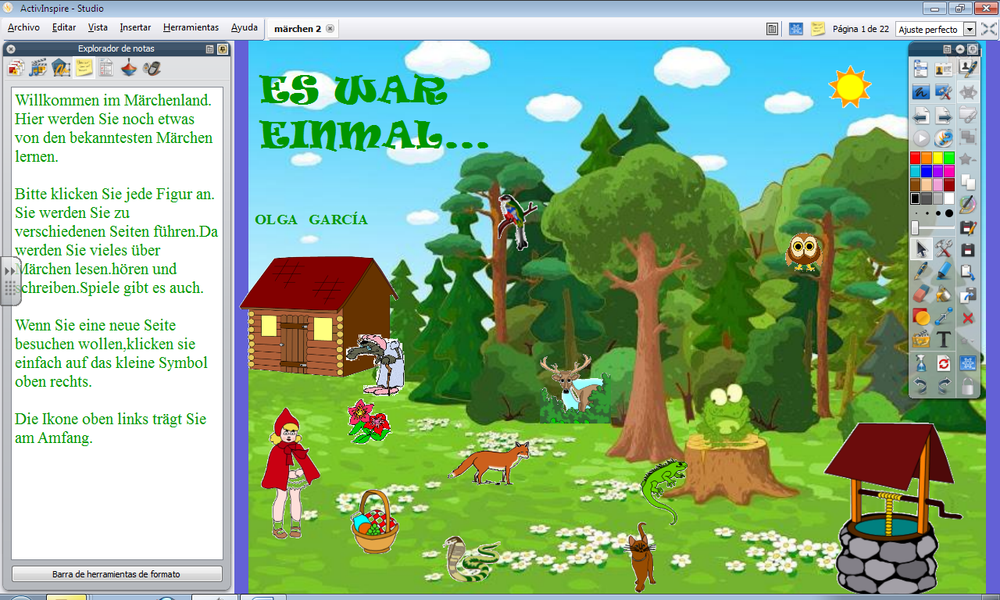 ActivInspire - Studio
Archivo Editar Vista Insertar Herramientas Ayuda
märchen 2
Página 1 de 22
Ajuste perfecto
Explorador de notas
Willkommen im Märchenland.
Hier werden Sie noch etwas
von den bekanntesten Märchen
lernen.
Bitte klicken Sie jede Figur an.
Sie werden Sie zu
verschiedenen Seiten führen.Da
werden Sie vieles über
Märchen lesen.hören und
schreiben.Spiele gibt es auch.
Wenn Sie eine neue Seite
besuchen wollen,klicken sie
einfach auf das kleine Symbol
oben rechts.
Die Ikone oben links trägt Sie
am Amfang.
Barra de herramientas de formato
ES WAR
EINMAL...
OLGA GARCÍA